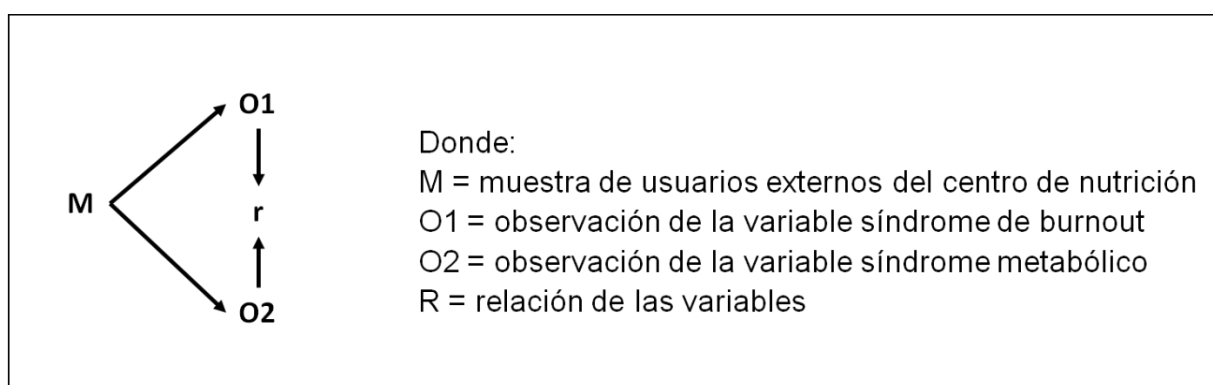 O1
M
r
O2
Donde:
M = muestra de usuarios externos del centro de nutrición
O1 = observación de la variable síndrome de burnout
O2 = observación de la variable síndrome metabólico
R = relación de las variables